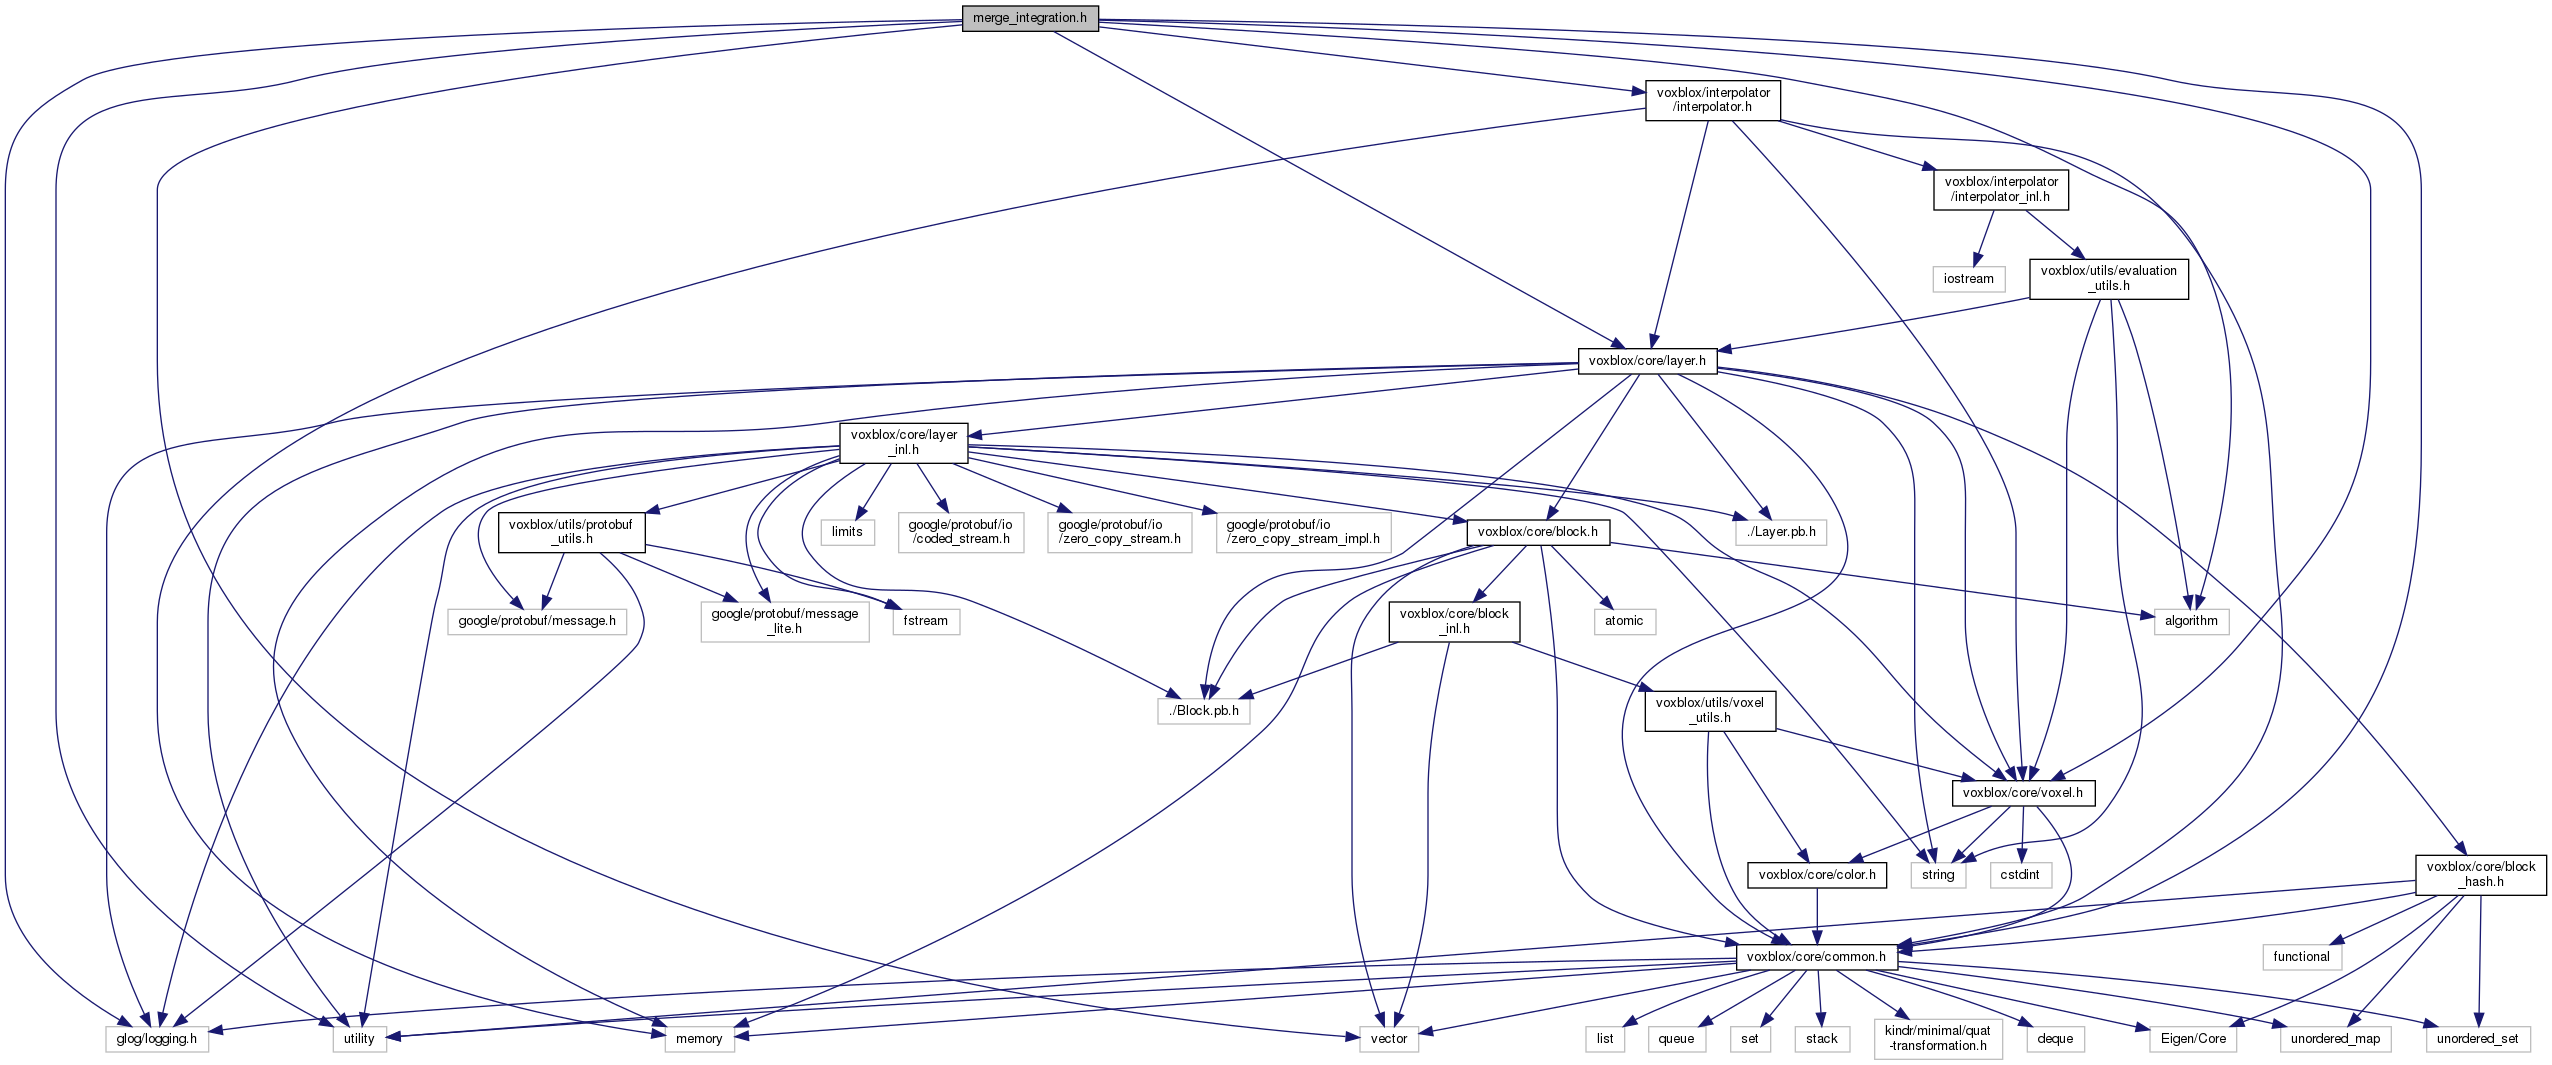 merge_integration.h
voxblox/interpolator
/interpolator.h
voxblox/interpolator
/interpolator_inl.h
iostream
voxblox/utils/evaluation
_utils.h
voxblox/core/layer.h
voxblox/core/layer
_inl.h
voxblox/utils/protobuf
_utils.h
limits
google/protobuf/io
/coded_stream.h
google/protobuf/io
/zero_copy_stream.h
google/protobuf/io
/zero_copy_stream_impl.h
voxblox/core/block.h
./Layer.pb.h
google/protobuf/message.h
google/protobuf/message
_lite.h
fstream
voxblox/core/block
_inl.h
atomic
algorithm
./Block.pb.h
voxblox/utils/voxel
_utils.h
voxblox/core/voxel.h
voxblox/core/color.h
string
cstdint
voxblox/core/block
_hash.h
voxblox/core/common.h
functional
glog/logging.h
utility
memory
vector
list
queue
set
stack
kindr/minimal/quat
-transformation.h
deque
Eigen/Core
unordered_map
unordered_set